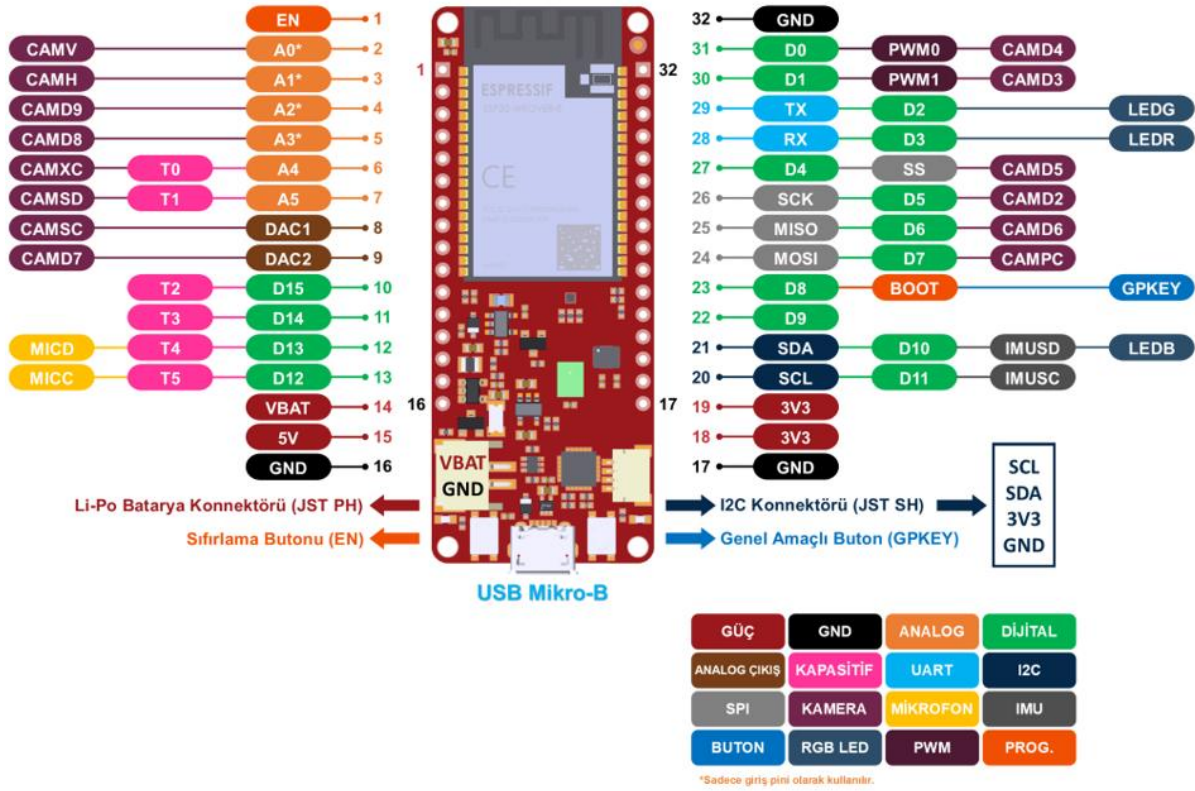 EN 1
CAMV A0* 2
CAMH A1* 3
CAMD9 A2* 4
CAMD8 A3* 5
CAMXC T0 A4 6
CAMSD T1 A5 7
CAMSC DAC1 8
CAMD7 DAC2 9
T2 D15 10
T3 D14 11
MICD T4 D13 12
MICC T5 D12 13
VBAT 14
5V 15
GND 16
1
32
ESPRESSIF
CE
16
17
VBAT
GND
32 GND
31 D0 PWM0 CAMD4
30 D1 PWM1 CAMD3
29 TX D2 LEDG
28 RX D3 LEDR
27 D4 SS CAMD5
26 SCK D5 CAMD2
25 MISO D6 CAMD6
24 MOSI D7 CAMPC
23 D8 BOOT GPKEY
22 D9
21 SDA D10 IMUSD LEDB
20 SCL D11 IMUSC
19 3V3
18 3V3
17 GND
Li-Po Batarya Konnektörü (JST PH)
Sıfırlama Butonu (EN)
I2C Konnektörü (JST SH)
Genel Amaçlı Buton (GPKEY)
SCL
SDA
3V3
GND
USB Mikro-B
GÜÇ GND ANALOG DİJİTAL
ANALOG ÇIKIŞ KAPASİTİF UART I2C
SPI KAMERA MİKROFON IMU
BUTON RGB LED PWM PROG.
*Sadece giriş pini olarak kullanılır.